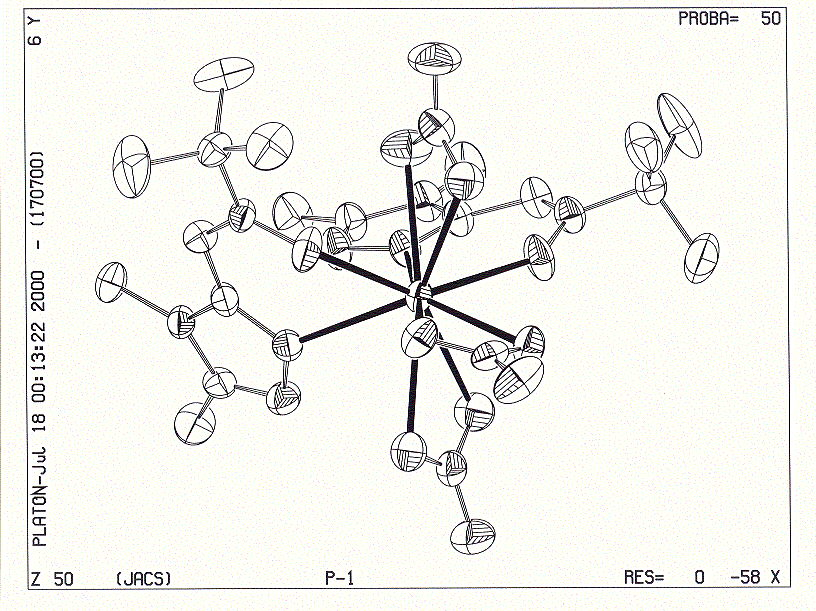 PROBA= 50
6 Y
PLATON-Jul 18 00:13:22 2000 - (170700)
Z 50 (JACS) P-1 RES= 0 -58 X